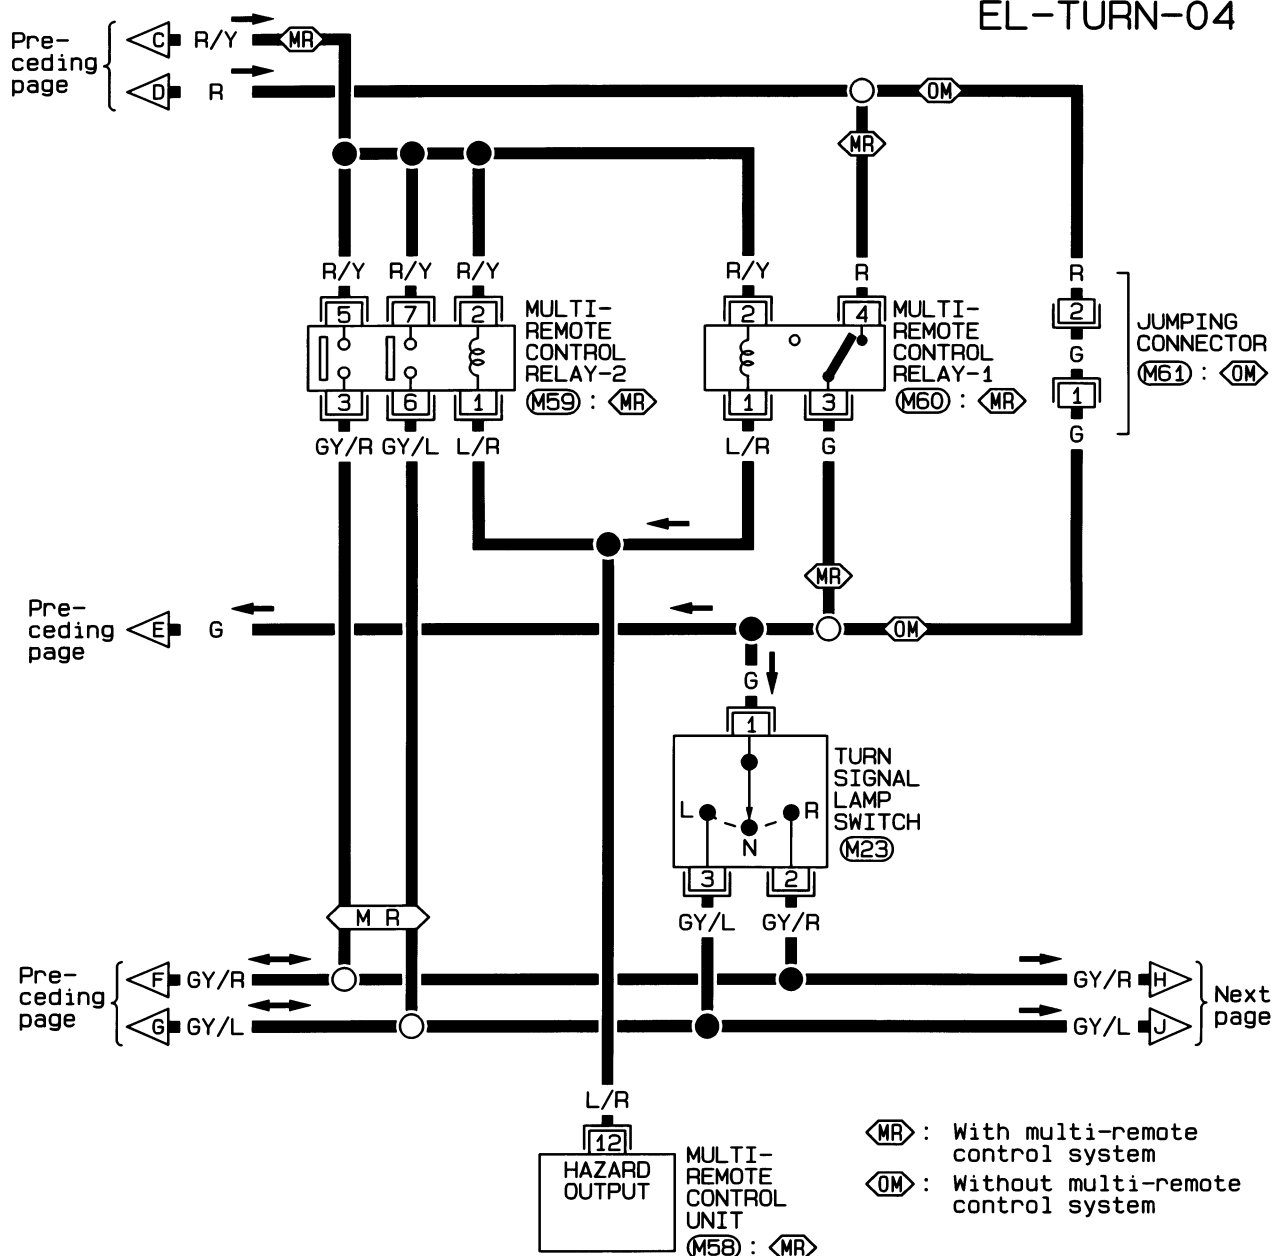 EL-TURN-04
Pre-
ceding
page
C R/Y MR
D R OM
MR
R/Y R/Y R/Y R/Y R R
5 7 2 2 4 2
MULTI-
REMOTE
CONTROL
RELAY-2
M59 : MR
MULTI-
REMOTE
CONTROL
RELAY-1
M60 : MR
G
JUMPING
CONNECTOR
M61 : OM
3 6 1 1 3 1
GY/R GY/L L/R L/R G G
MR
Pre-
ceding
page
E G OM
G
1
TURN
SIGNAL
LAMP
SWITCH
M23
L R
N
3 2
GY/L GY/R
M R
Pre-
ceding
page
F GY/R GY/R H
G GY/L GY/L J
Next
page
L/R
12
HAZARD
OUTPUT
MULTI-
REMOTE
CONTROL
UNIT
M58 : MR
MR : With multi-remote
control system
OM : Without multi-remote
control system